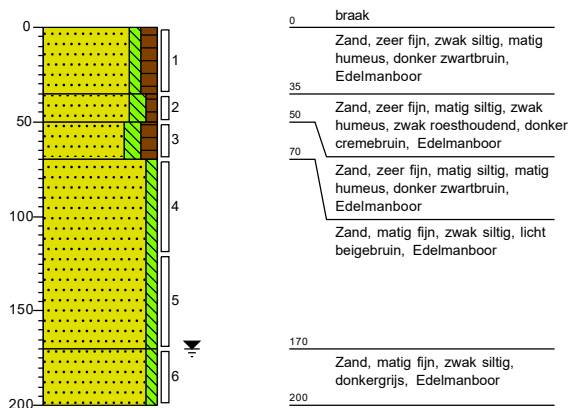 0
50
100
150
200
1
2
3
4
5
6
braak
0
Zand, zeer fijn, zwak siltig, matig
humeus, donker zwartbruin,
Edelmanboor
35
Zand, zeer fijn, matig siltig, zwak
humeus, zwak roesthoudend, donker
cremebruin, Edelmanboor
50
70
Zand, zeer fijn, matig siltig, matig
humeus, donker zwartbruin,
Edelmanboor
Zand, matig fijn, zwak siltig, licht
beigebruin, Edelmanboor
170
Zand, matig fijn, zwak siltig,
donkergrijs, Edelmanboor
200